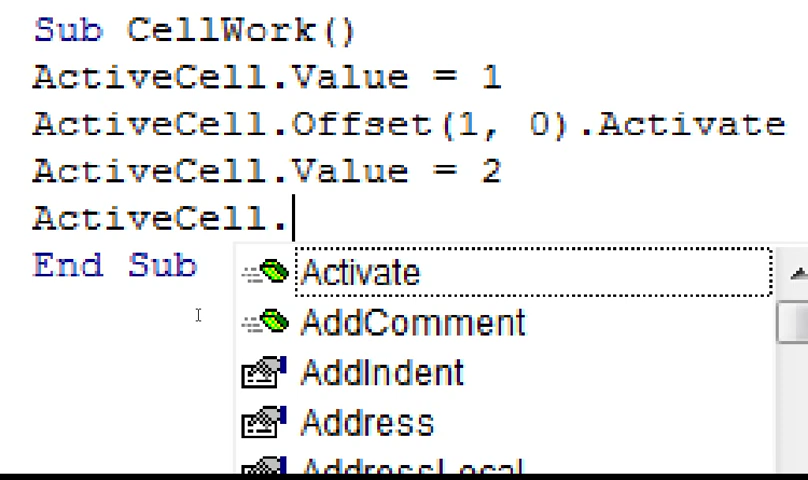 Sub CellWork()
ActiveCell.Value = 1
ActiveCell.Offset(1, 0).Activate
ActiveCell.Value = 2
ActiveCell.
End Sub
Activate
AddComment
AddIndent
Address
AddressLocal